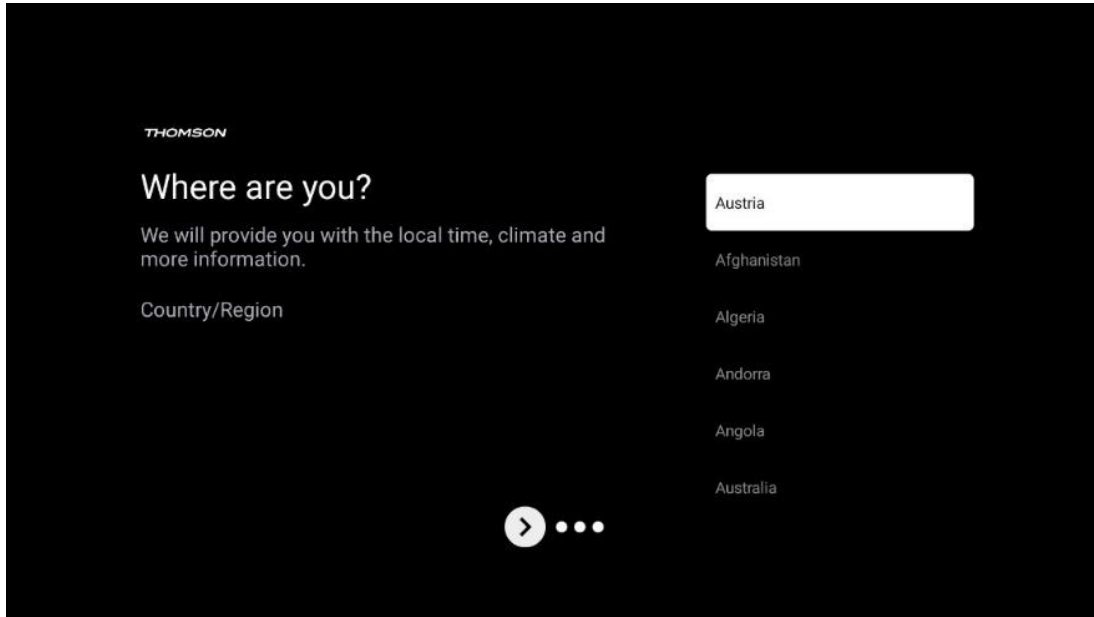 THOMSON
Where are you?
We will provide you with the local time, climate and
more information.
Country/Region
Austria
Afghanistan
Algeria
Andorra
Angola
Australia